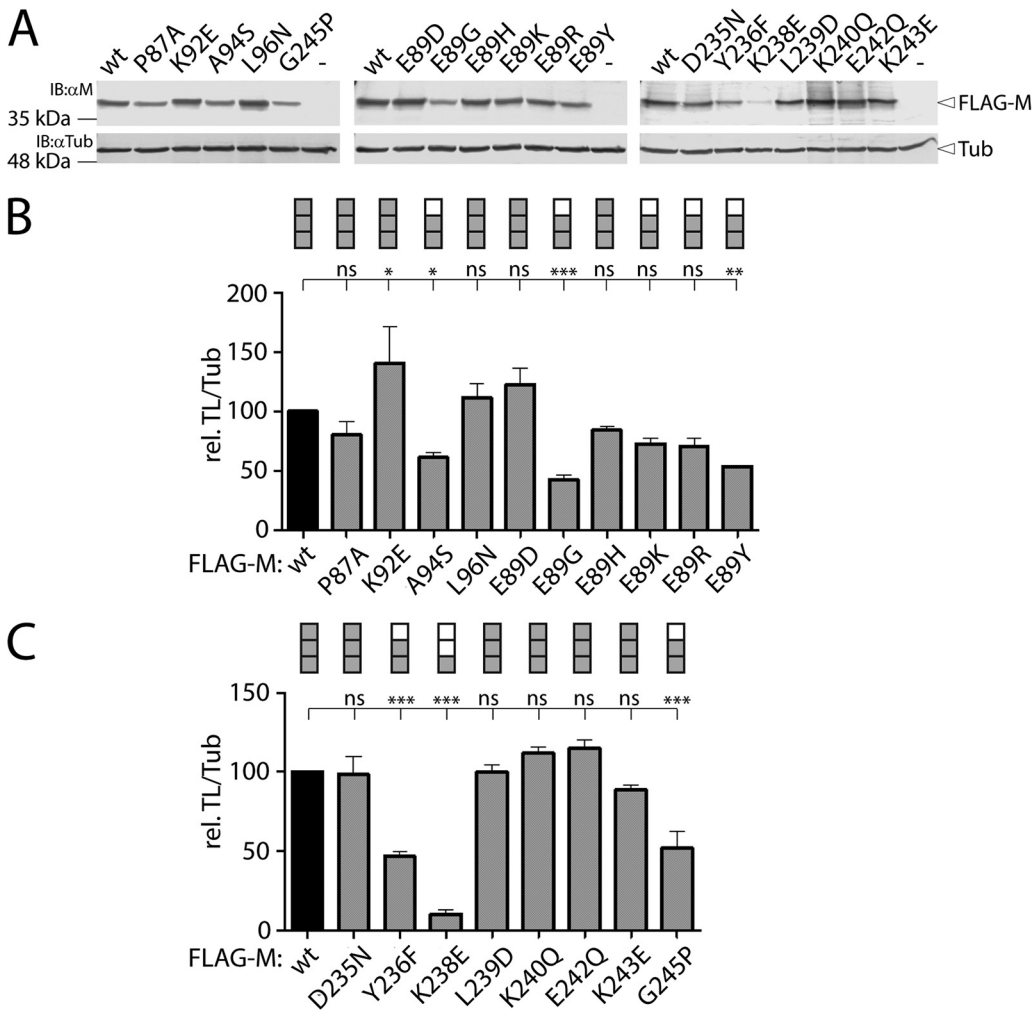 A
wt P87A K92E A94S L96N G245P -
wt E89D E89G E89H E89K E89R E89Y -
wt D235N Y236F K238E L239D K240Q E242Q K243E -
IB:αM
35 kDa
FLAG-M
IB:αTub
48 kDa
Tub
B
ns * * ns ns *** ns ns ns **
200
150
100
50
0
rel. TL/Tub
FLAG-M: wt P87A K92E A94S L96N E89D E89G E89H E89K E89R E89Y
C
ns *** *** ns ns ns ns ***
150
100
50
0
rel. TL/Tub
FLAG-M: wt D235N Y236F K238E L239D K240Q E242Q K243E G245P